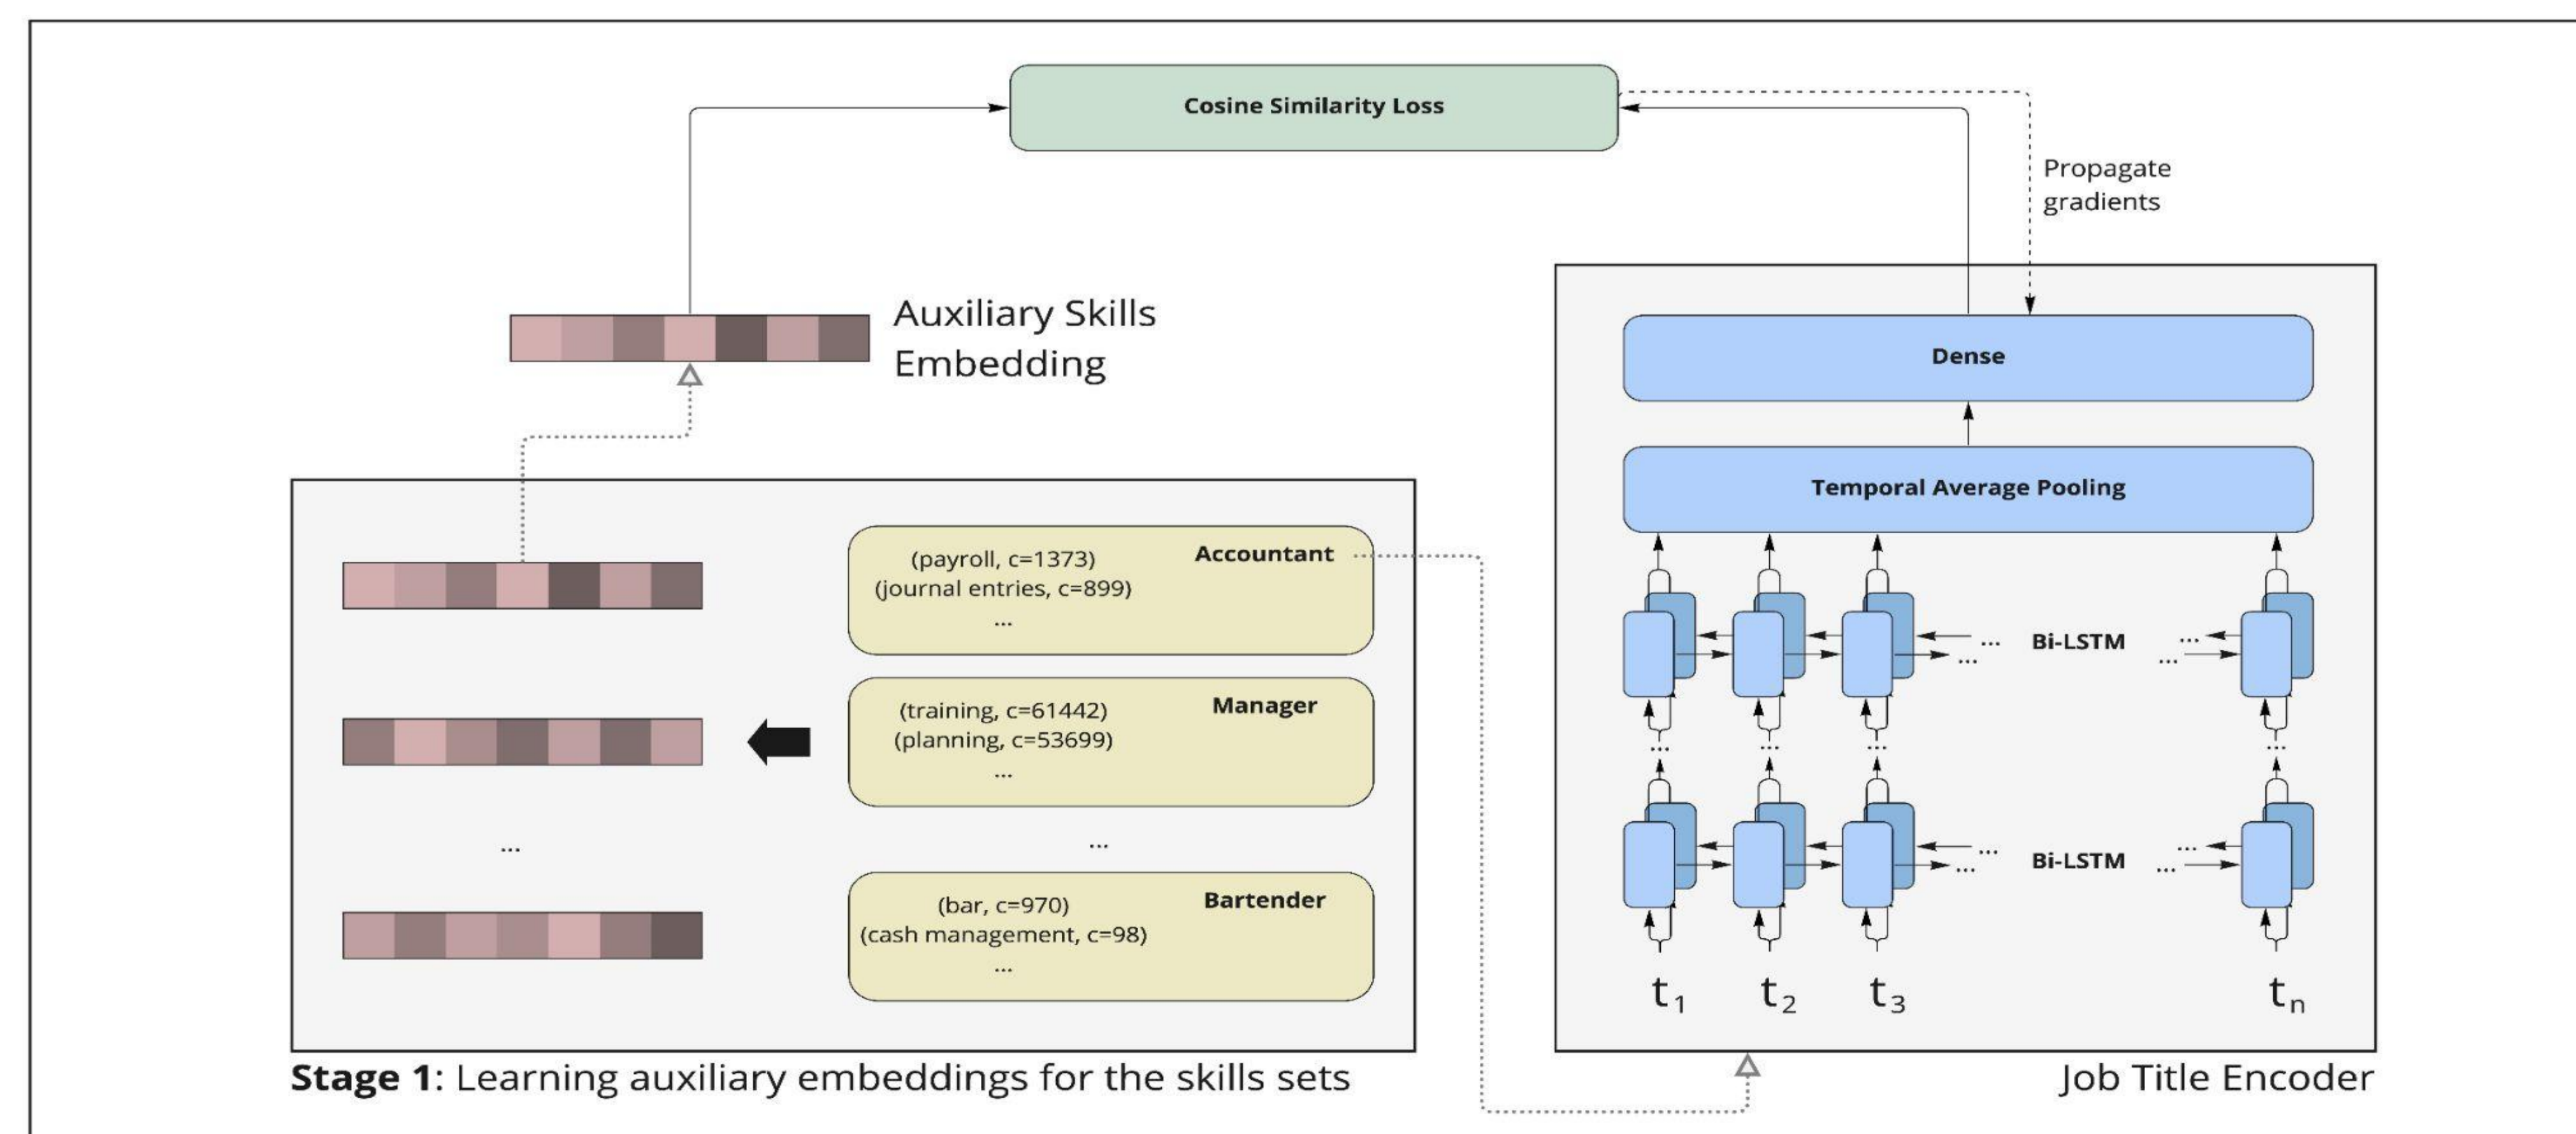 Cosine Similarity Loss
Propagate
gradients
Auxiliary Skills
Embedding
(payroll, c=1373)
(journal entries, c=899)
...
Accountant
(training, c=61442)
(planning, c=53699)
...
Manager
...
...
(bar, c=970)
(cash management, c=98)
...
Bartender
Stage 1: Learning auxiliary embeddings for the skills sets
Dense
Temporal Average Pooling
... Bi-LSTM ...
... ...
... ... ... ...
... Bi-LSTM ...
... ...
t₁ t₂ t₃ tₙ
Job Title Encoder